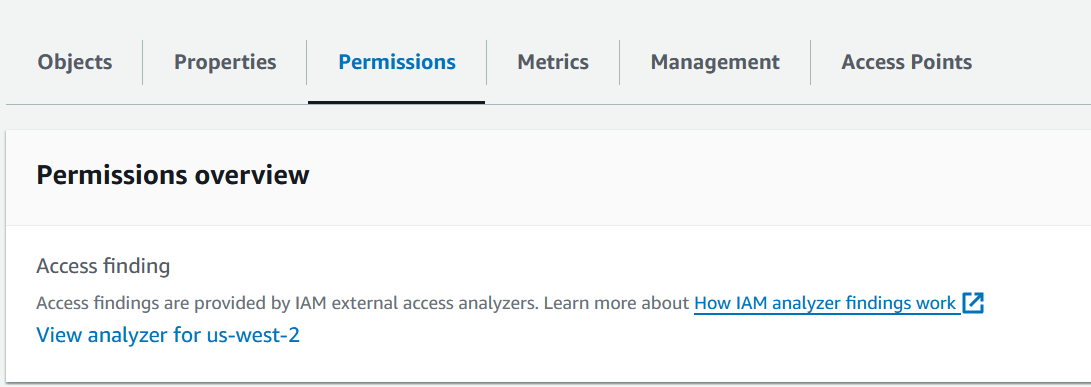 Objects Properties Permissions Metrics Management Access Points
Permissions overview
Access finding
Access findings are provided by IAM external access analyzers. Learn more about How IAM analyzer findings work
View analyzer for us-west-2